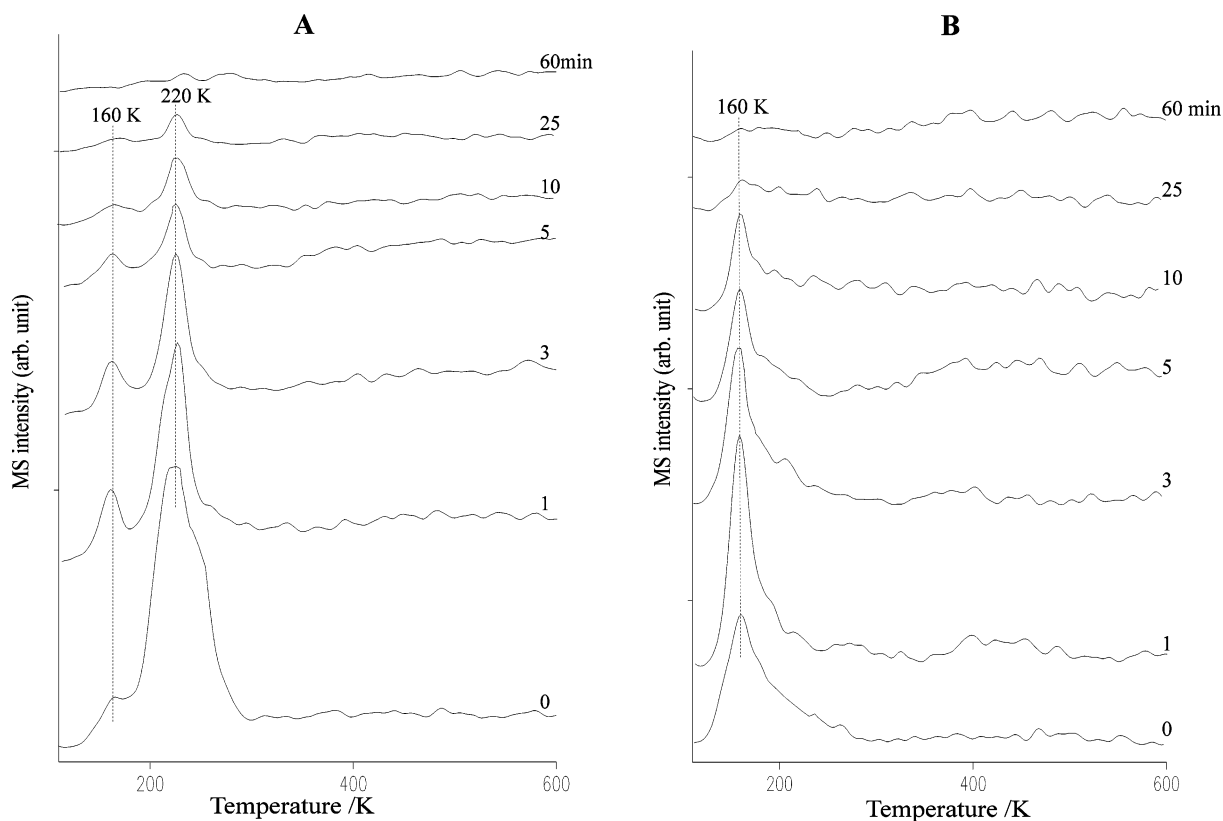 A
60min
220 K
160 K
25
10
5
3
1
0
MS intensity (arb. unit)
200
400
600
Temperature /K
B
60 min
160 K
25
10
5
3
1
0
MS intensity (arb. unit)
200
400
600
Temperature /K